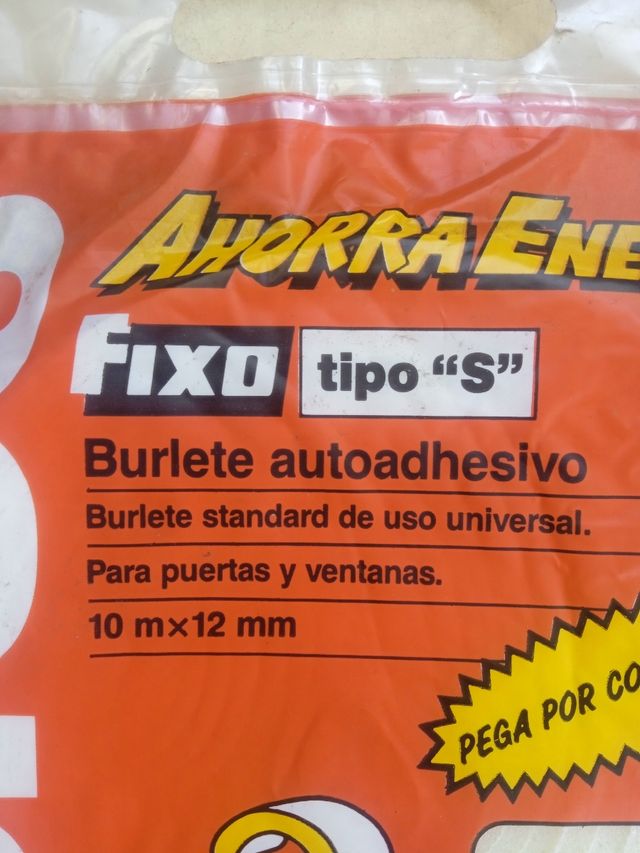 AHORRA ENE
fixo tipo “S”
Burlete autoadhesivo
Burlete standard de uso universal.
Para puertas y ventanas.
10 m×12 mm
PEGA POR CO